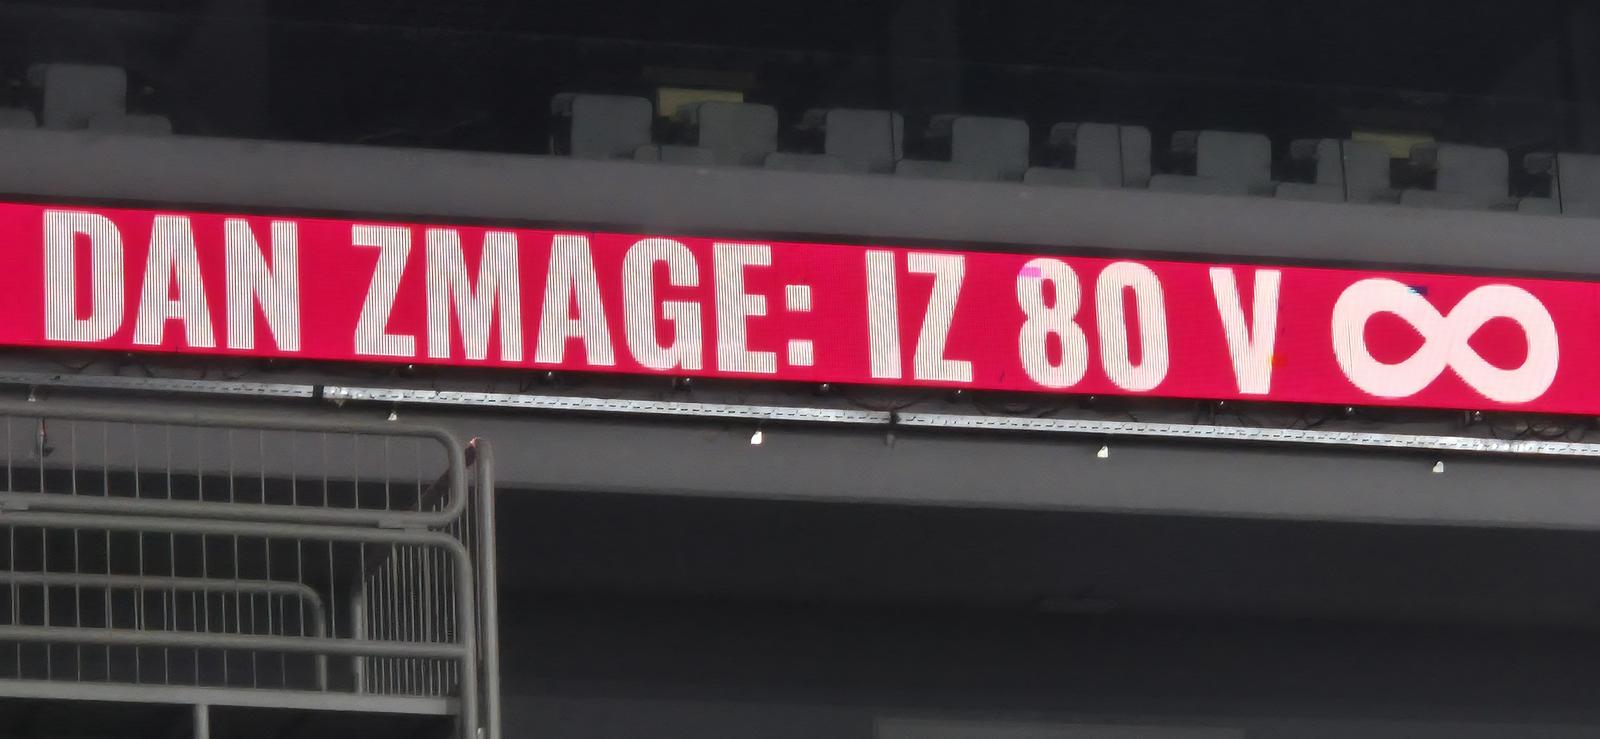 DAN ZMAGE: IZ 80 V ∞